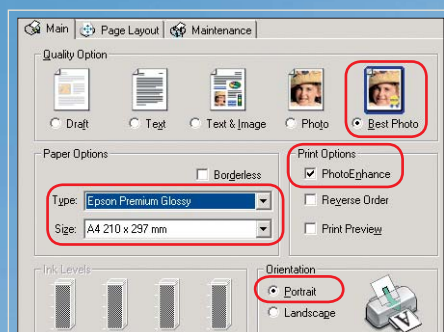 Main Page Layout Maintenance
Quality Option
Draft Text Text & Image Photo Best Photo
Paper Options Print Options
Borderless PhotoEnhance
Type: Epson Premium Glossy Reverse Order
Size: A4 210 x 297 mm Print Preview
Ink Levels Orientation
Portrait
Landscape
A